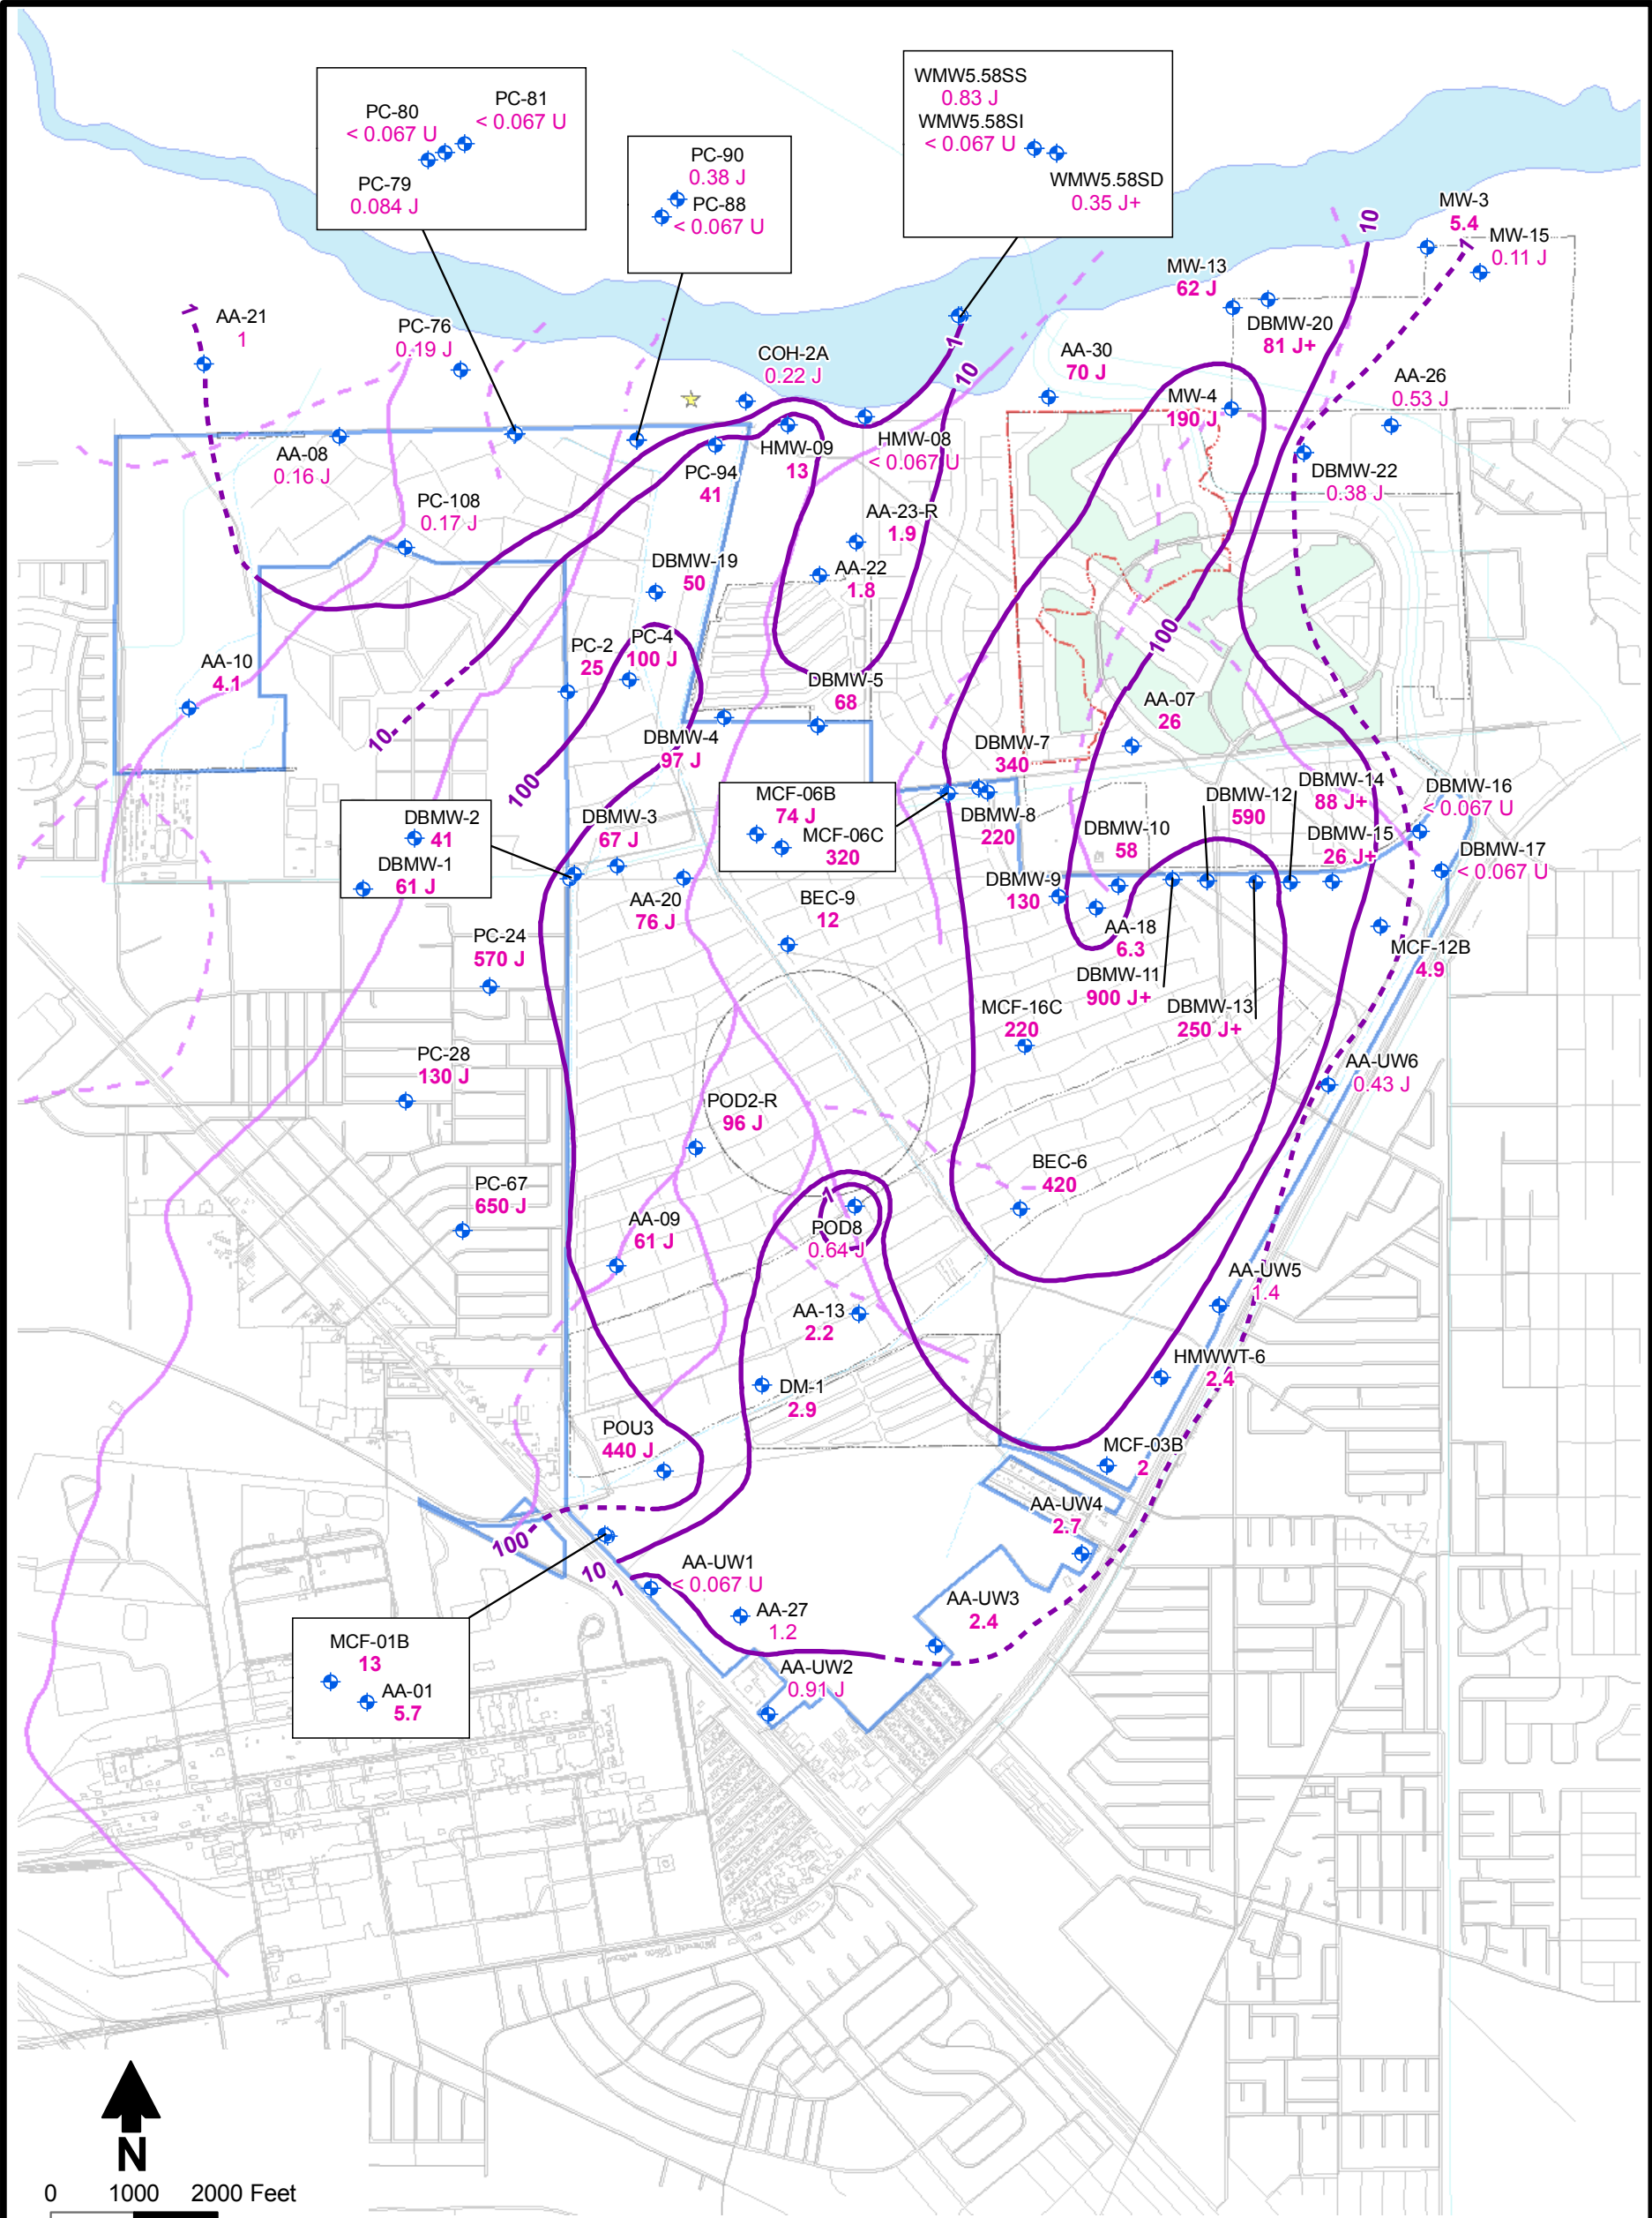 PC-80
< 0.067 U
PC-81
< 0.067 U
PC-79
0.084 J
PC-90
0.38 J
PC-88
< 0.067 U
WMW5.58SS
0.83 J
WMW5.58SI
< 0.067 U
WMW5.58SD
0.35 J+
MW-3
5.4
MW-15
0.11 J
10
1
MW-13
62 J
DBMW-20
81 J+
1
AA-21
1
PC-76
0.19 J
COH-2A
0.22 J
1
10
AA-30
70 J
AA-26
0.53 J
MW-4
190 J
AA-08
0.16 J
PC-94
41
HMW-09
13
HMW-08
< 0.067 U
DBMW-22
0.38 J
PC-108
0.17 J
AA-23-R
1.9
DBMW-19
50
AA-22
1.8
PC-2
25
PC-4
100 J
100
AA-10
4.1
DBMW-5
68
AA-07
26
10
DBMW-4
97 J
100
DBMW-7
340
DBMW-2
41
DBMW-1
61 J
DBMW-3
67 J
MCF-06B
74 J
MCF-06C
320
DBMW-8
220
DBMW-10
58
DBMW-12
590
DBMW-14
88 J+
DBMW-15
26 J+
DBMW-16
< 0.067 U
DBMW-17
< 0.067 U
AA-20
76 J
BEC-9
12
DBMW-9
130
AA-18
6.3
DBMW-11
900 J+
DBMW-13
250 J+
MCF-12B
4.9
PC-24
570 J
MCF-16C
220
PC-28
130 J
AA-UW6
0.43 J
POD2-R
96 J
BEC-6
420
PC-67
650 J
AA-09
61 J
1
POD8
0.64 J
AA-UW5
1.4
AA-13
2.2
HMWWT-6
2.4
DM-1
2.9
POU3
440 J
MCF-03B
2
AA-UW4
2.7
100
10
1
AA-UW1
< 0.067 U
AA-27
1.2
AA-UW3
2.4
AA-UW2
0.91 J
MCF-01B
13
AA-01
5.7
N
0 1000 2000 Feet